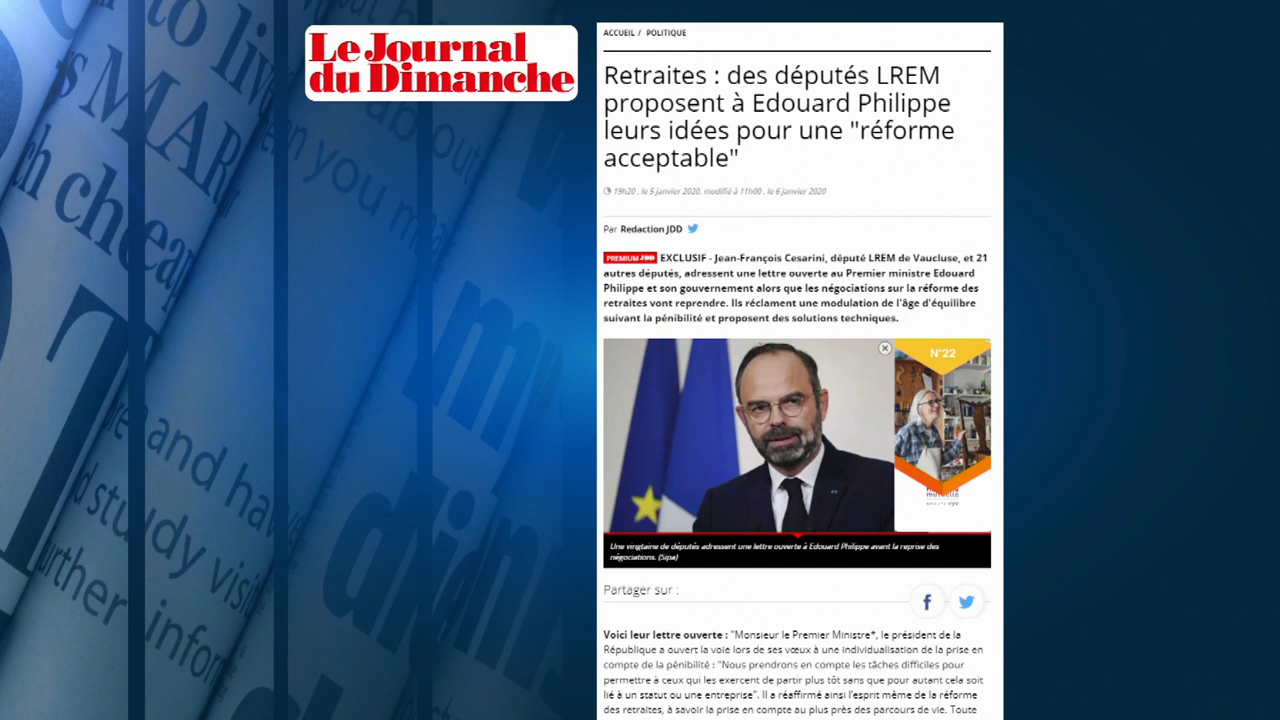 Le Journal
du Dimanche
ACCUEIL / POLITIQUE
Retraites : des députés LREM
proposent à Edouard Philippe
leurs idées pour une "réforme
acceptable"
19h20 , le 5 janvier 2020, modifié à 11h00 , le 6 janvier 2020
Par Redaction JDD
PREMIUM JDD EXCLUSIF - Jean-François Cesarini, député LREM de Vaucluse, et 21
autres députés, adressent une lettre ouverte au Premier ministre Edouard
Philippe et son gouvernement alors que les négociations sur la réforme des
retraites vont reprendre. Ils réclament une modulation de l'âge d'équilibre
suivant la pénibilité et proposent des solutions techniques.
N°22
mutuelle
Une vingtaine de députés adressent une lettre ouverte à Edouard Philippe avant la reprise des
négociations. (Sipa)
Partager sur :
Voici leur lettre ouverte : "Monsieur le Premier Ministre*, le président de la
République a ouvert la voie lors de ses vœux à une individualisation de la prise en
compte de la pénibilité : "Nous prendrons en compte les tâches difficiles pour
permettre à ceux qui les exercent de partir plus tôt sans que pour autant cela soit
lié à un statut ou une entreprise". Il a réaffirmé ainsi l'esprit même de la réforme
des retraites, à savoir la prise en compte au plus près des parcours de vie. Toute